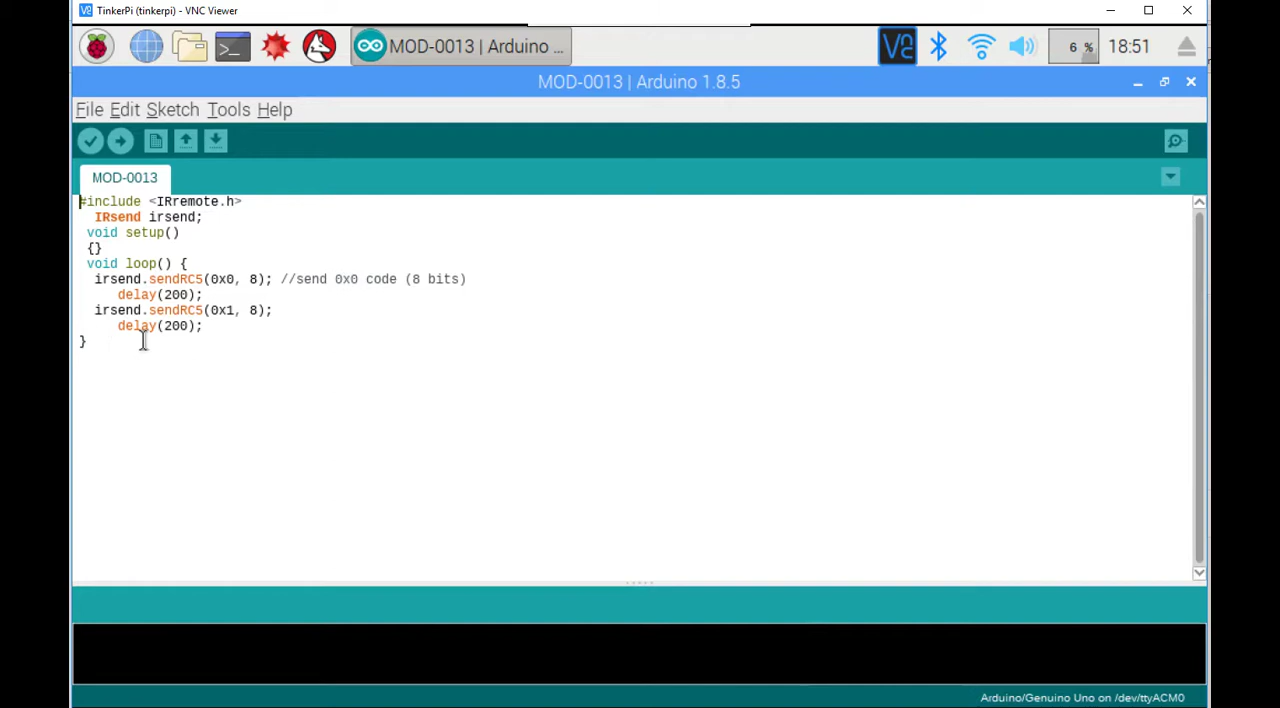 TinkerPi (tinkerpi) - VNC Viewer
MOD-0013 | Arduino ...
6 %
18:51
MOD-0013 | Arduino 1.8.5
File Edit Sketch Tools Help
MOD-0013
#include <IRremote.h>
IRsend irsend;
void setup()
{}
void loop() {
irsend.sendRC5(0x0, 8); //send 0x0 code (8 bits)
delay(200);
irsend.sendRC5(0x1, 8);
delay(200);
}
Arduino/Genuino Uno on /dev/ttyACM0